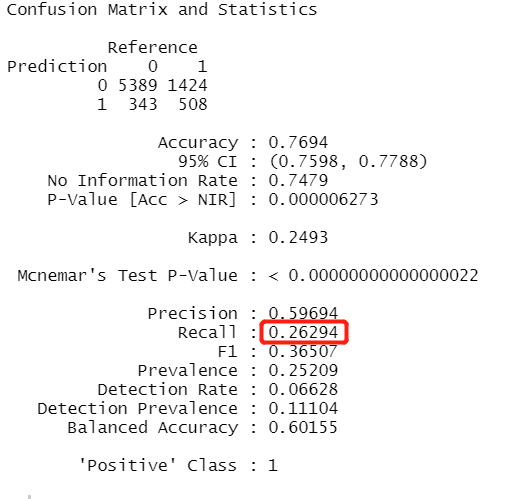 Confusion Matrix and Statistics
Reference
Prediction 0 1
0 5389 1424
1 343 508
Accuracy : 0.7694
95% CI : (0.7598, 0.7788)
No Information Rate : 0.7479
P-Value [Acc > NIR] : 0.000006273
Kappa : 0.2493
Mcnemar's Test P-Value : < 0.00000000000000022
Precision : 0.59694
Recall : 0.26294
F1 : 0.36507
Prevalence : 0.25209
Detection Rate : 0.06628
Detection Prevalence : 0.11104
Balanced Accuracy : 0.60155
'Positive' Class : 1